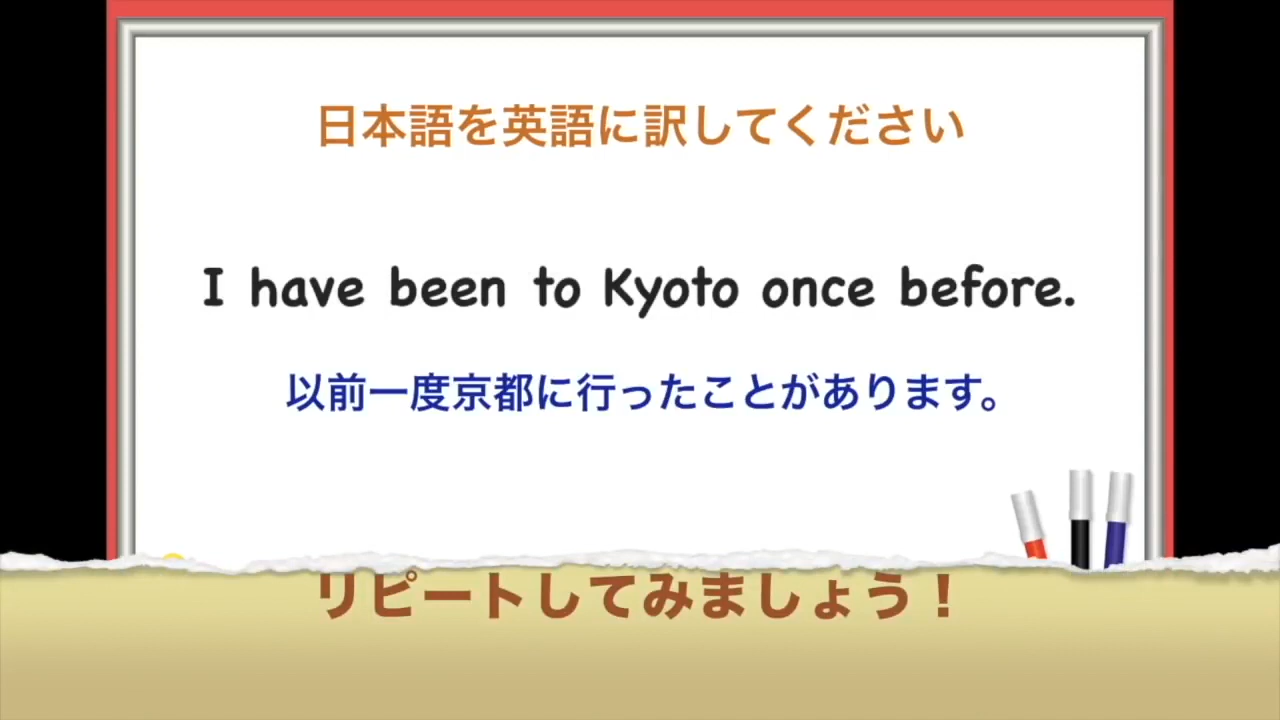 日本語を英語に訳してください
I have been to Kyoto once before.
以前一度京都に行ったことがあります。
リピートしてみましょう！